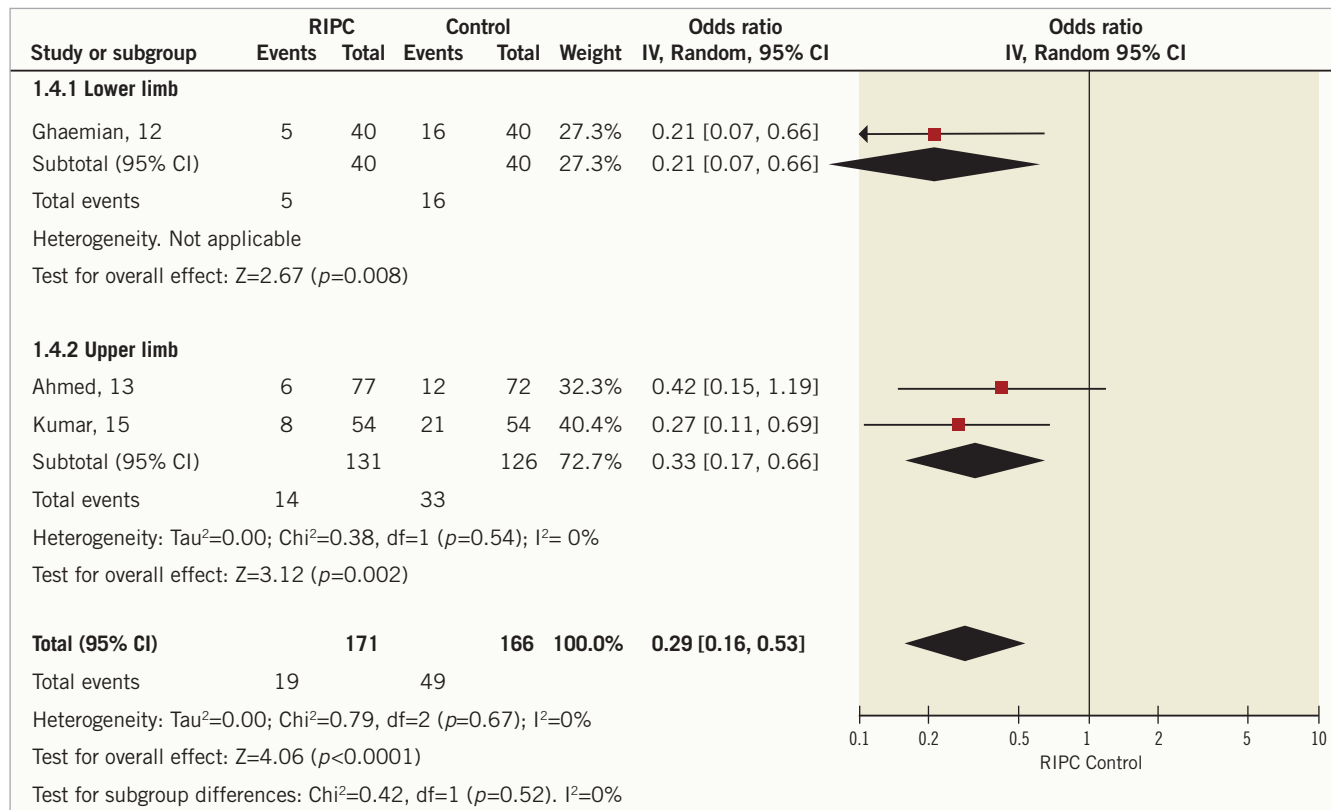 RIPC Control Odds ratio Odds ratio
Study or subgroup Events Total Events Total Weight IV, Random, 95% CI IV, Random 95% CI
1.4.1 Lower limb
Ghaemian, 12 5 40 16 40 27.3% 0.21 [0.07, 0.66]
Subtotal (95% CI) 40 40 27.3% 0.21 [0.07, 0.66]
Total events 5 16
Heterogeneity. Not applicable
Test for overall effect: Z=2.67 (p=0.008)
1.4.2 Upper limb
Ahmed, 13 6 77 12 72 32.3% 0.42 [0.15, 1.19]
Kumar, 15 8 54 21 54 40.4% 0.27 [0.11, 0.69]
Subtotal (95% CI) 131 126 72.7% 0.33 [0.17, 0.66]
Total events 14 33
Heterogeneity: Tau²=0.00; Chi²=0.38, df=1 (p=0.54); I²= 0%
Test for overall effect: Z=3.12 (p=0.002)
Total (95% CI) 171 166 100.0% 0.29 [0.16, 0.53]
Total events 19 49
Heterogeneity: Tau²=0.00; Chi²=0.79, df=2 (p=0.67); I²=0%
Test for overall effect: Z=4.06 (p<0.0001)
Test for subgroup differences: Chi²=0.42, df=1 (p=0.52). I²=0%
0.1 0.2 0.5 1 2 5 10
RIPC Control